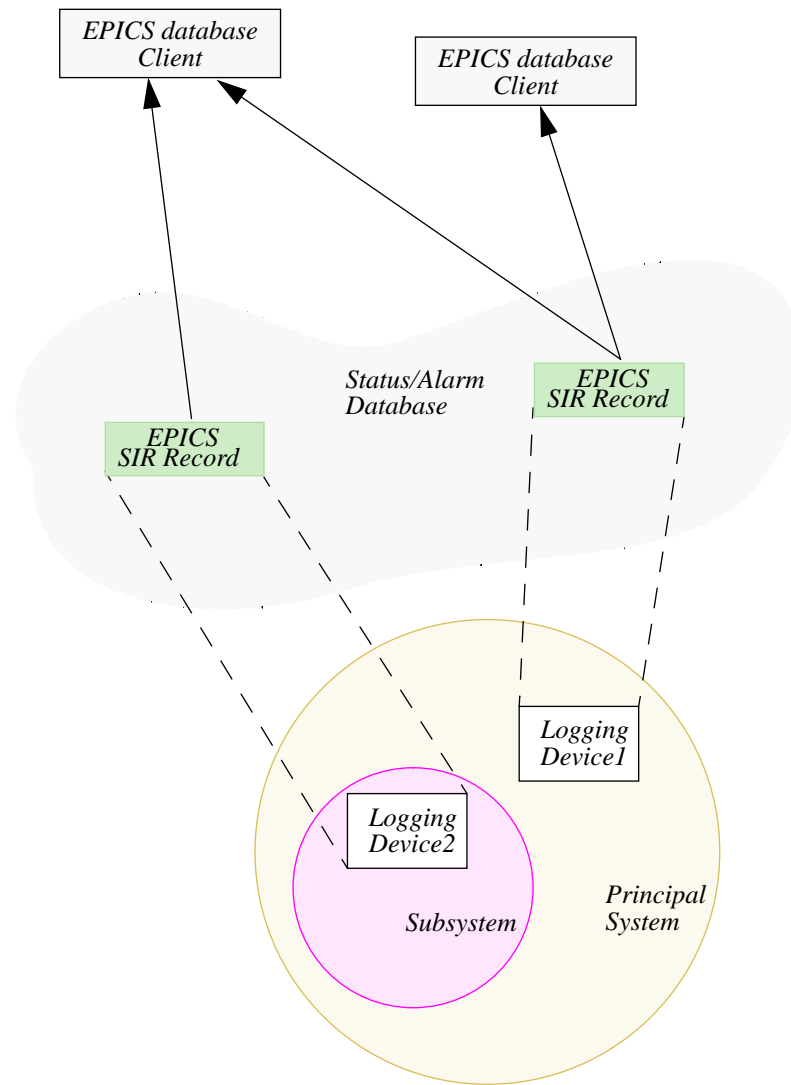 EPICS database
Client
EPICS database
Client
Status/Alarm
Database
EPICS
SIR Record
EPICS
SIR Record
Logging
Device1
Logging
Device2
Principal
System
Subsystem